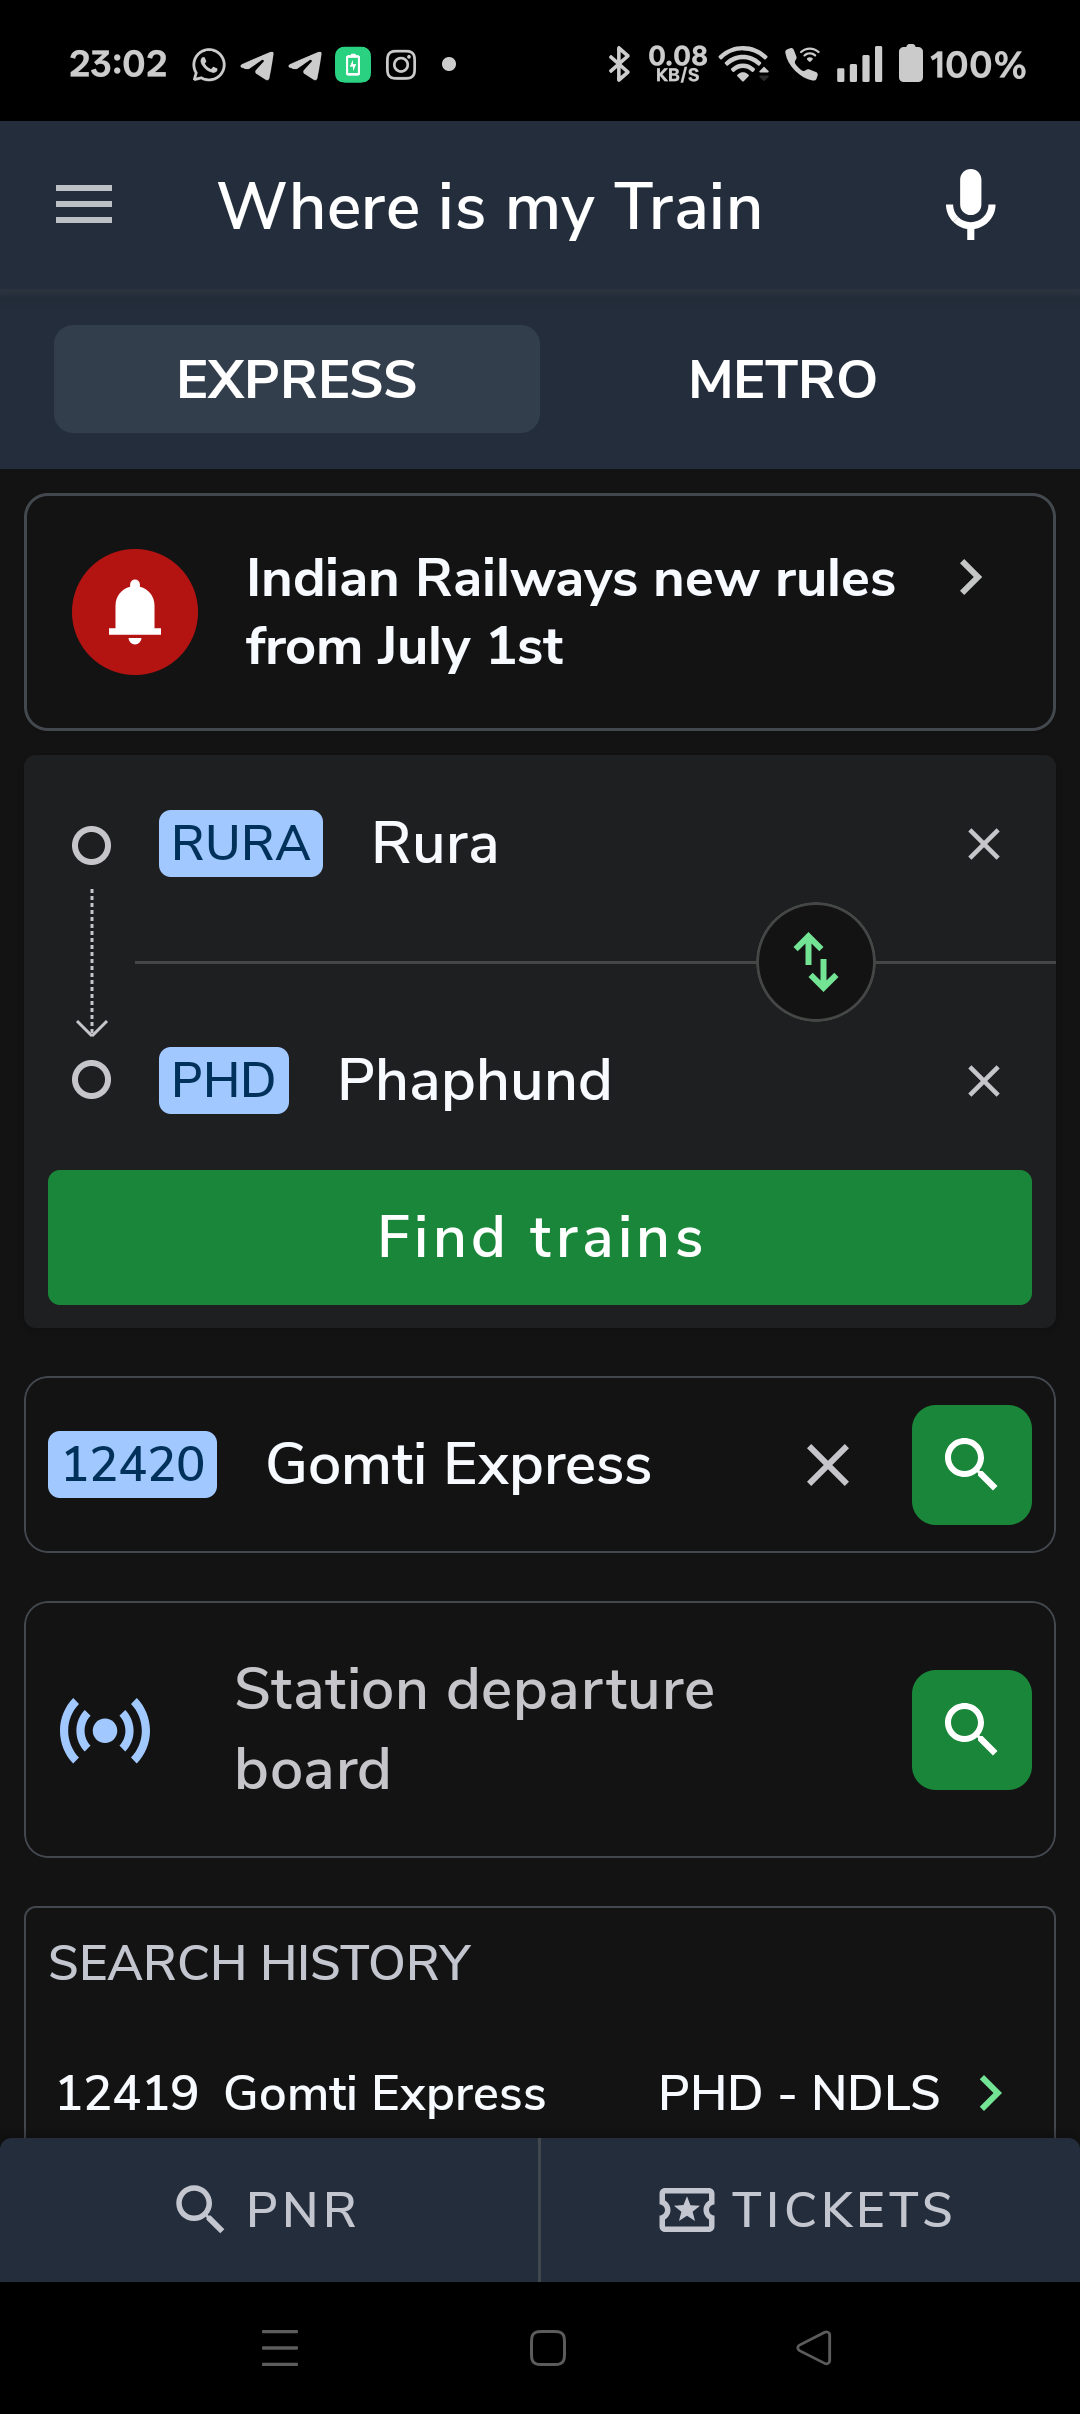 23:02 0.08 KB/S 100%
Where is my Train
EXPRESS METRO
Indian Railways new rules
from July 1st
RURA Rura
PHD Phaphund
Find trains
12420 Gomti Express
Station departure
board
SEARCH HISTORY
12419 Gomti Express PHD - NDLS
PNR TICKETS